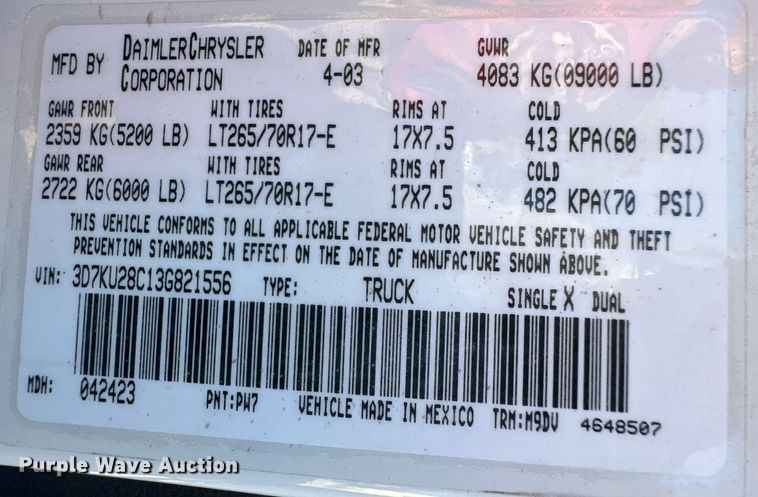 MFD BY DAIMLERCHRYSLER CORPORATION DATE OF MFR 4-03 GVWR 4083 KG(09000 LB)
GAWR FRONT WITH TIRES RIMS AT COLD
2359 KG(5200 LB) LT265/70R17-E 17X7.5 413 KPA(60 PSI)
GAWR REAR WITH TIRES RIMS AT COLD
2722 KG(6000 LB) LT265/70R17-E 17X7.5 482 KPA(70 PSI)
THIS VEHICLE CONFORMS TO ALL APPLICABLE FEDERAL MOTOR VEHICLE SAFETY AND THEFT
PREVENTION STANDARDS IN EFFECT ON THE DATE OF MANUFACTURE SHOWN ABOVE.
VIN: 3D7KU28C13G821556 TYPE: TRUCK SINGLE X DUAL
MDH: 042423 PNT:PW7 VEHICLE MADE IN MEXICO TRM:M9DV 4648507
Purple Wave Auction